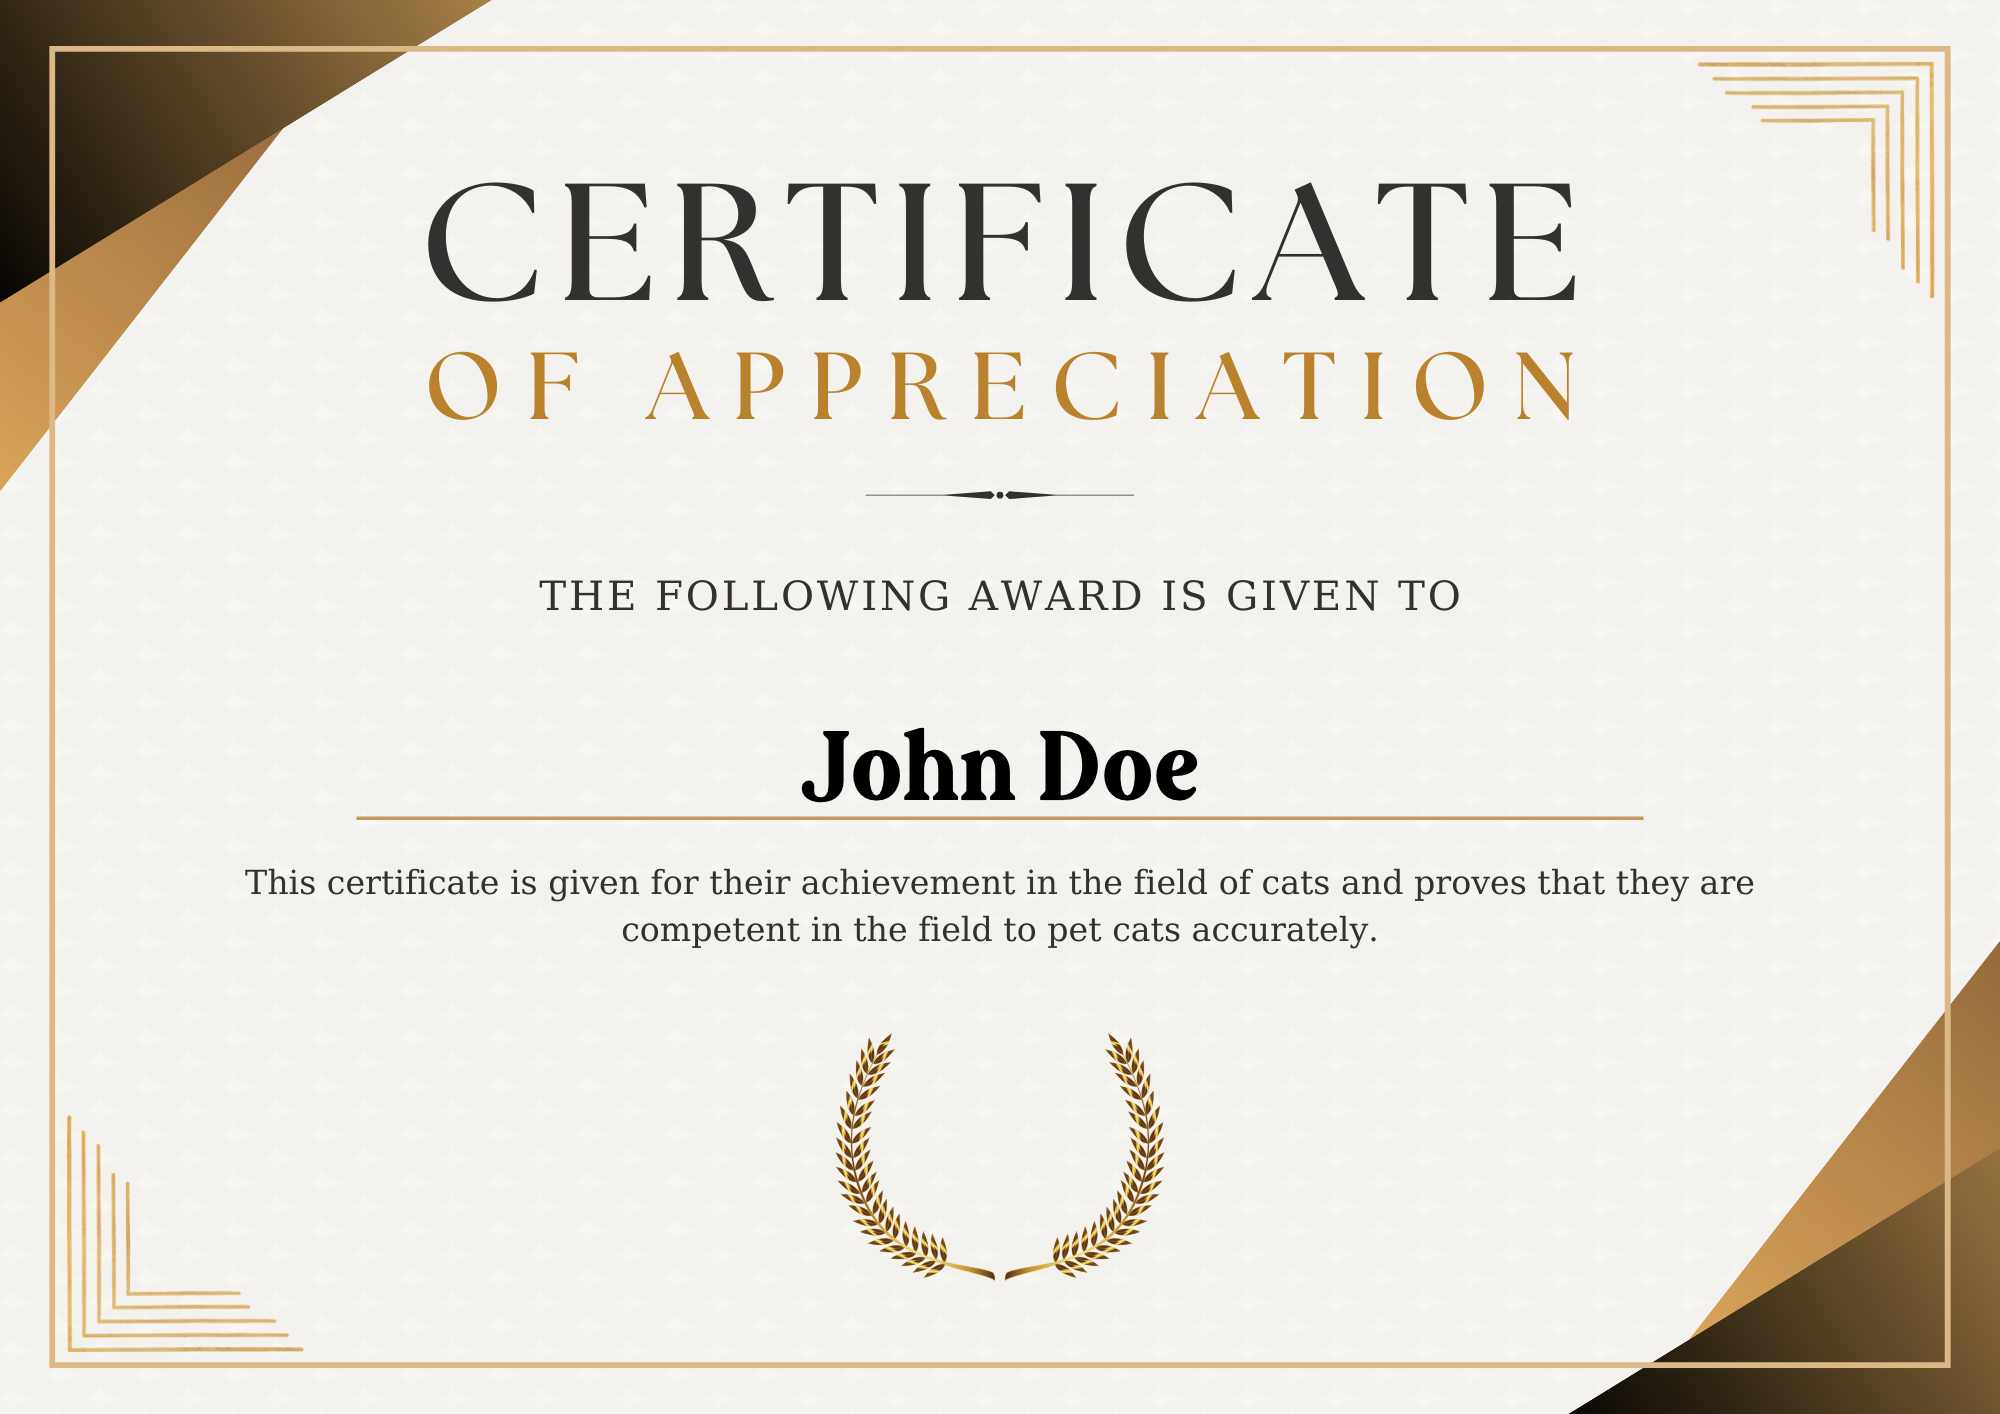 CERTIFICATE
OF APPRECIATION
THE FOLLOWING AWARD IS GIVEN TO
John Doe
This certificate is given for their achievement in the field of cats and proves that they are
competent in the field to pet cats accurately.